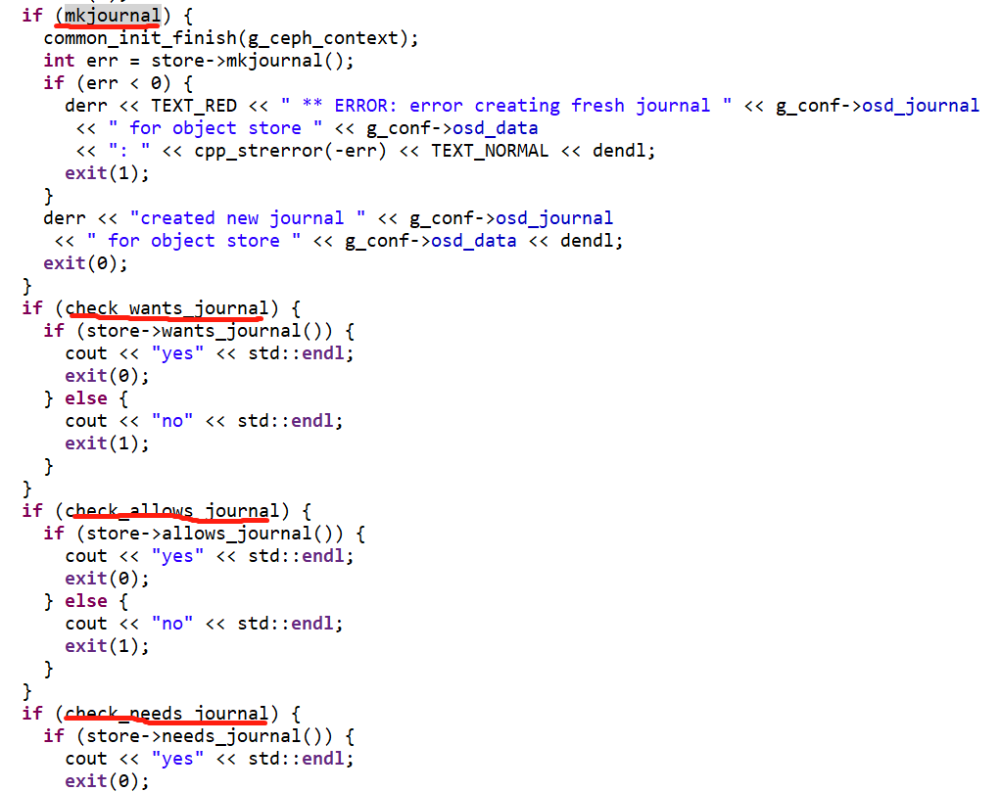 if (mkjournal) {
common_init_finish(g_ceph_context);
int err = store->mkjournal();
if (err < 0) {
derr << TEXT_RED << " ** ERROR: error creating fresh journal " << g_conf->osd_journal
<< " for object store " << g_conf->osd_data
<< ": " << cpp_strerror(-err) << TEXT_NORMAL << dendl;
exit(1);
}
derr << "created new journal " << g_conf->osd_journal
<< " for object store " << g_conf->osd_data << dendl;
exit(0);
}
if (check_wants_journal) {
if (store->wants_journal()) {
cout << "yes" << std::endl;
exit(0);
} else {
cout << "no" << std::endl;
exit(1);
}
}
if (check_allows_journal) {
if (store->allows_journal()) {
cout << "yes" << std::endl;
exit(0);
} else {
cout << "no" << std::endl;
exit(1);
}
}
if (check_needs_journal) {
if (store->needs_journal()) {
cout << "yes" << std::endl;
exit(0);